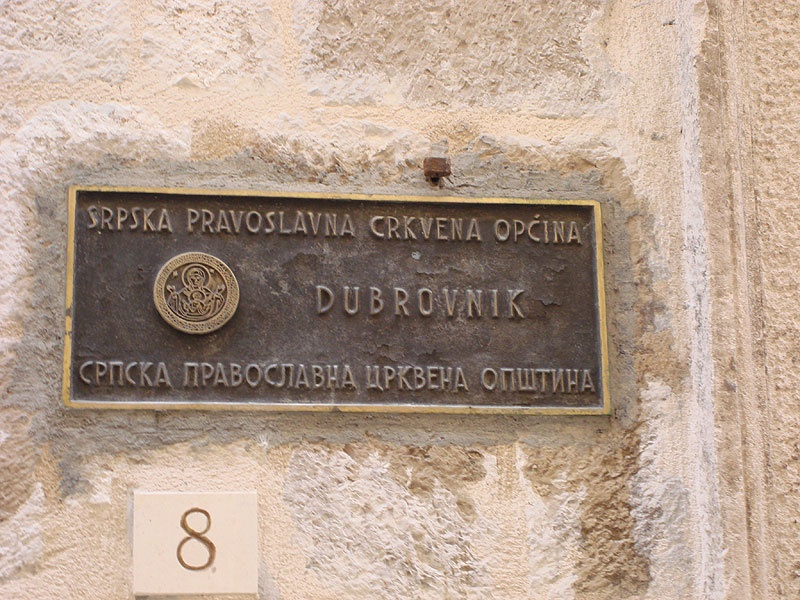 SRPSKA PRAVOSLAVNA CRKVENA OPĆINA
DUBROVNIK
СРПСКА ПРАВОСЛАВНА ЦРКВЕНА ОПШТИНА
8